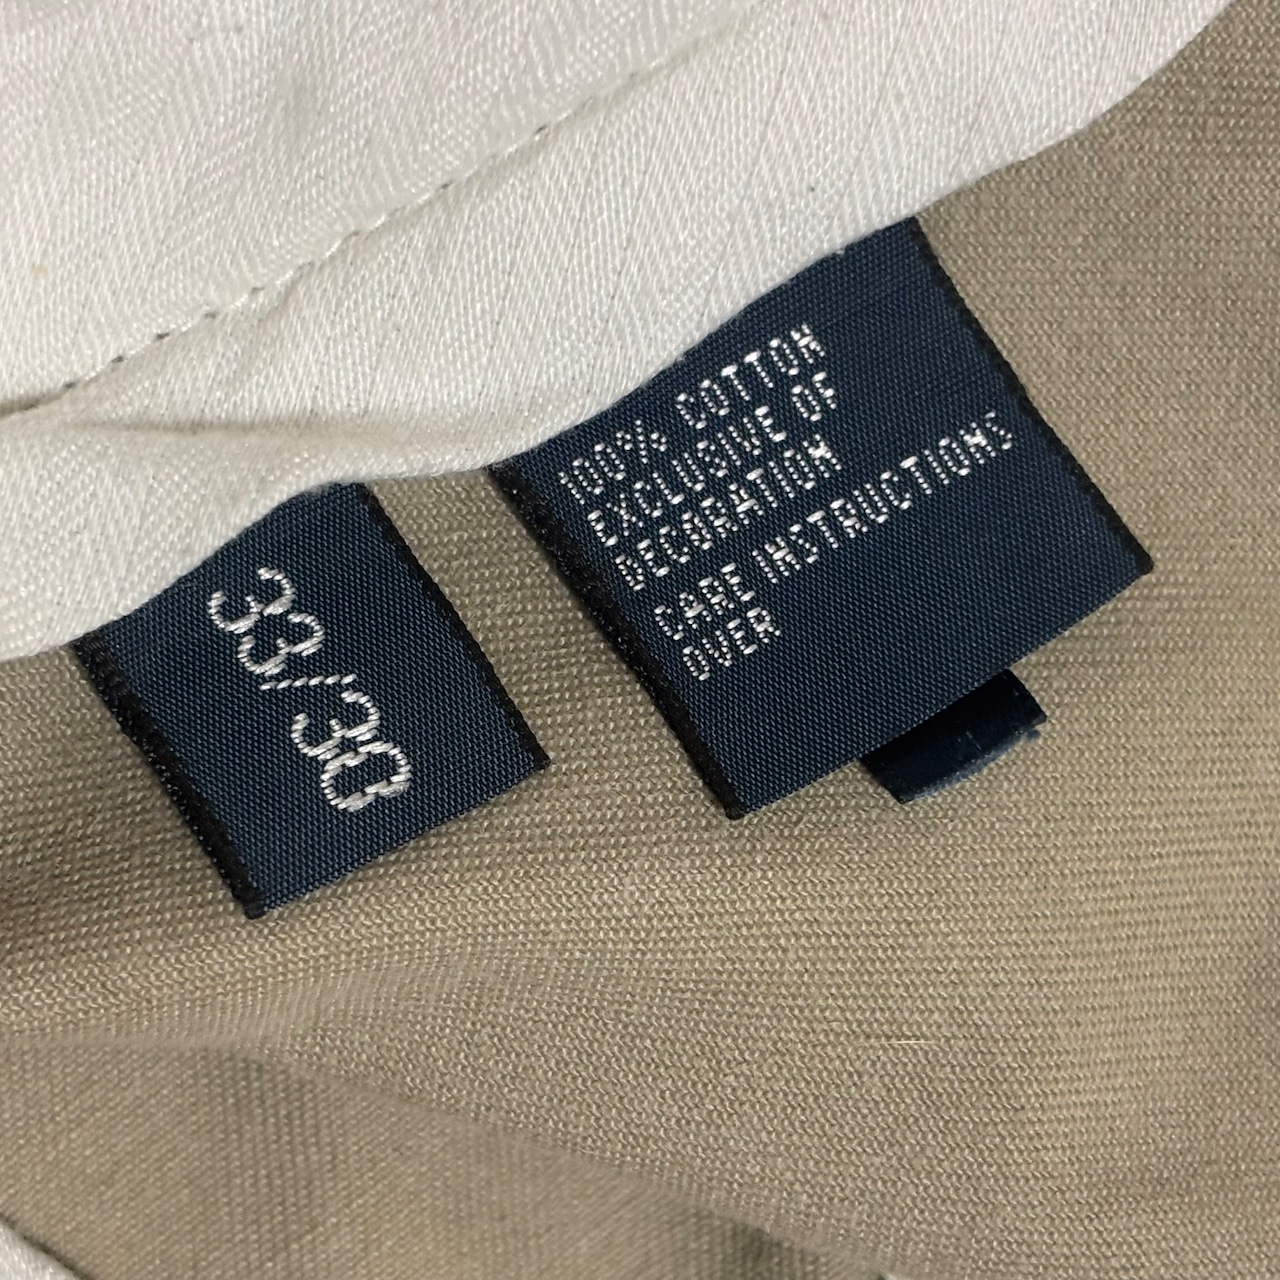 33/30
100% COTTON
EXCLUSIVE OF
DECORATION
CARE INSTRUCTIONS
OVER